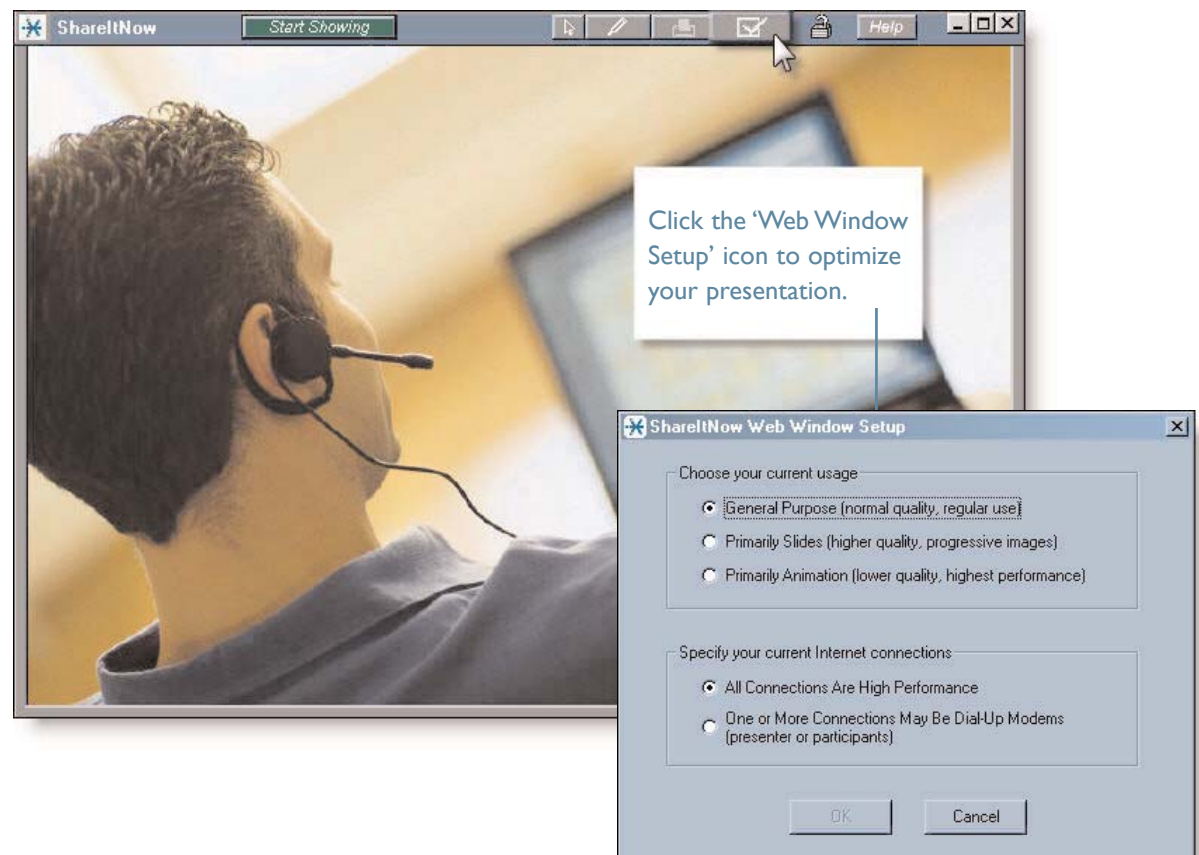 ShareItNow
Start Showing
Help
Click the ‘Web Window
Setup’ icon to optimize
your presentation.
ShareItNow Web Window Setup
Choose your current usage
General Purpose (normal quality, regular use)
Primarily Slides (higher quality, progressive images)
Primarily Animation (lower quality, highest performance)
Specify your current Internet connections
All Connections Are High Performance
One or More Connections May Be Dial-Up Modems
(presenter or participants)
OK
Cancel